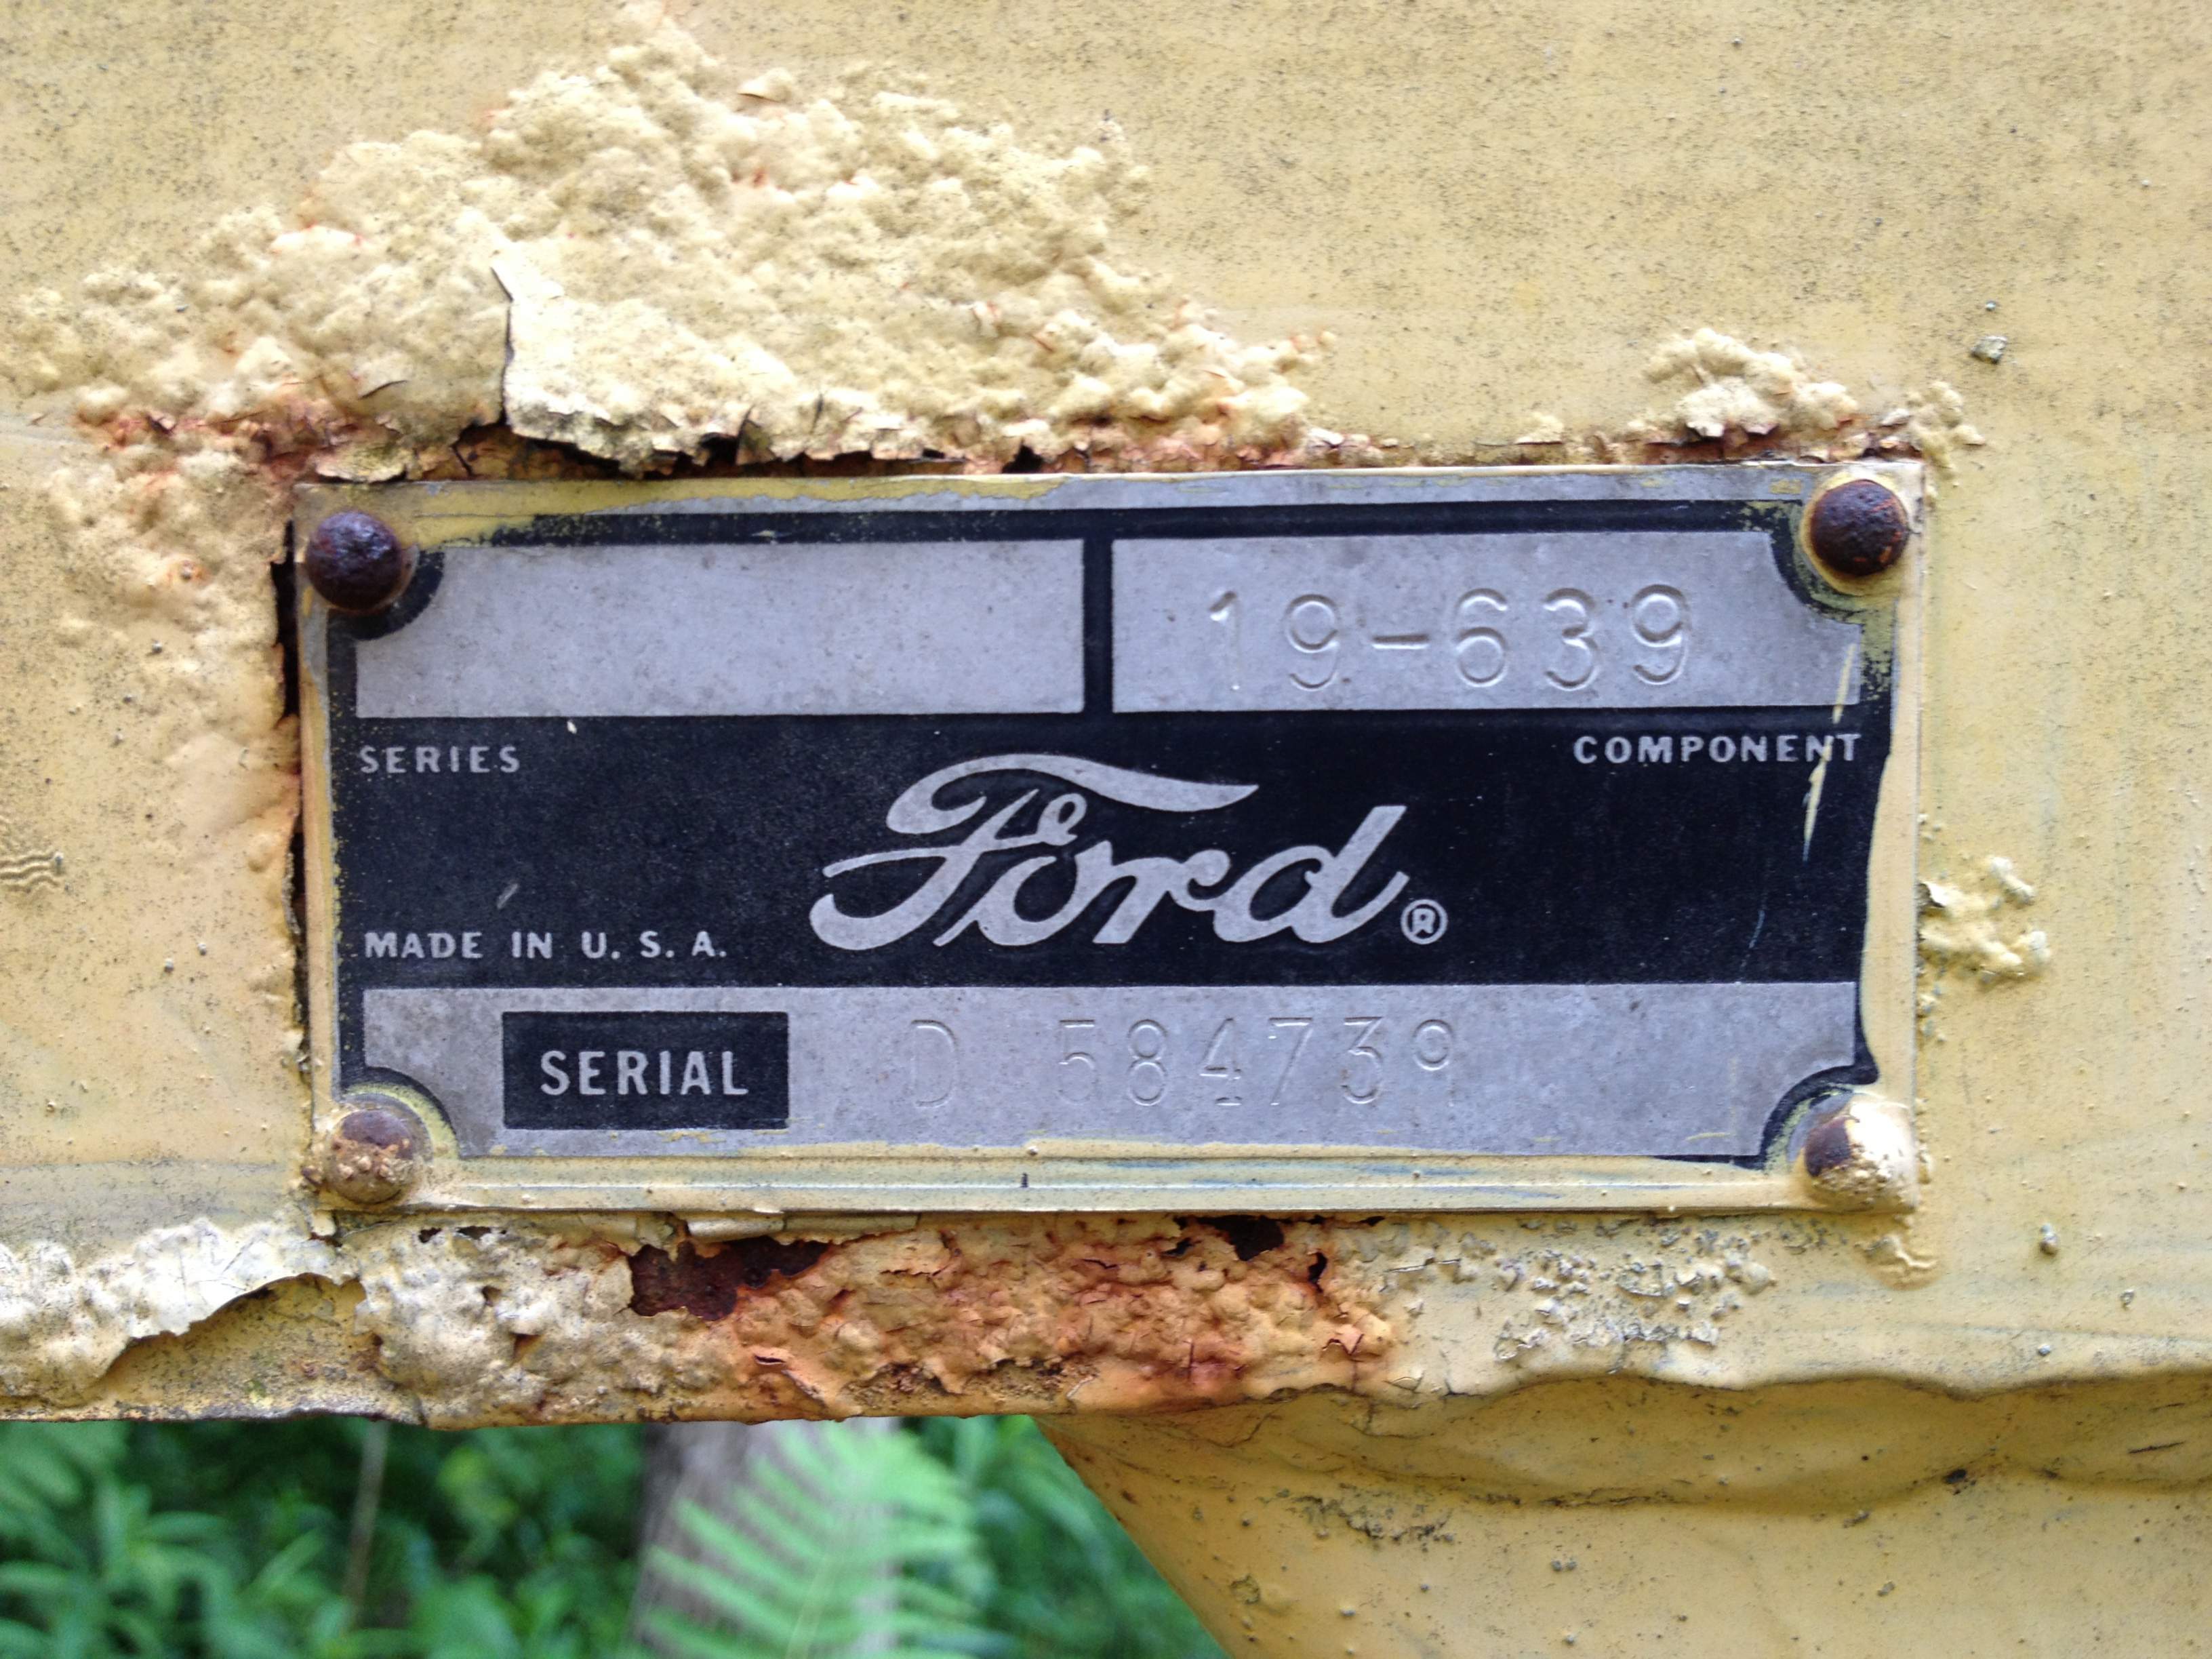 19-639
SERIES COMPONENT
Ford®
MADE IN U. S. A.
SERIAL D 584739